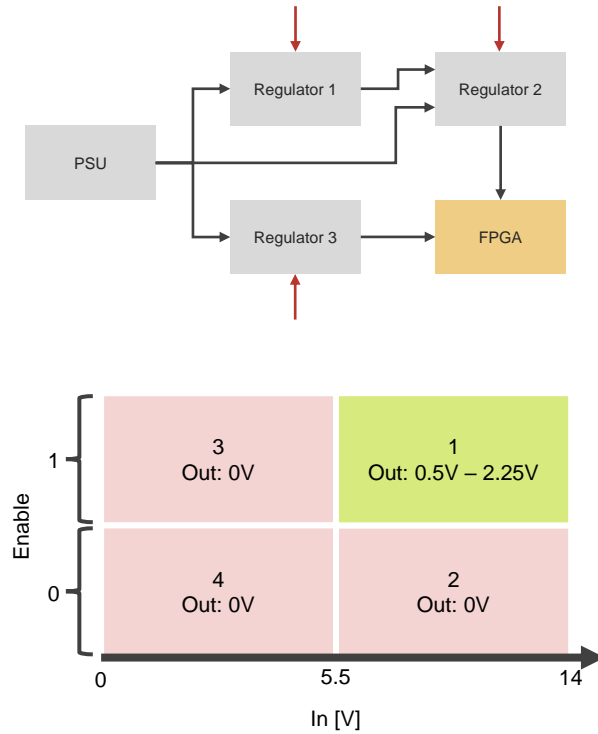 Regulator 1
Regulator 2
PSU
Regulator 3
FPGA
Enable
1
3
Out: 0V
1
Out: 0.5V – 2.25V
0
4
Out: 0V
2
Out: 0V
0
5.5
14
In [V]